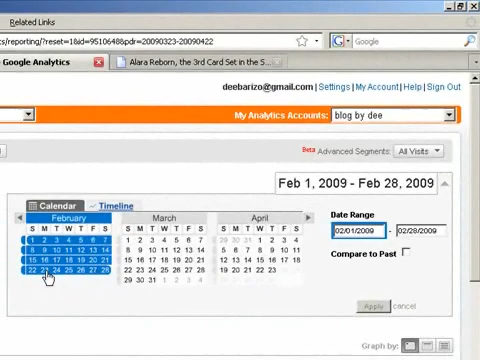 Related Links
ts/reporting/?reset=1&id=9510648&pdr=20090323-20090422
Google
Google Analytics
Alara Reborn, the 3rd Card Set in the S...
deebarizo@gmail.com | Settings | My Account | Help | Sign Out
My Analytics Accounts: blog by dee
Beta Advanced Segments: All Visits
Feb 1, 2009 - Feb 28, 2009
Calendar Timeline
February March April
S M T W T F S S M T W T F S S M T W T F S
1 2 3 4 5 6 7 1 2 3 4 5 6 7 29 30 31 1 2 3 4
8 9 10 11 12 13 14 8 9 10 11 12 13 14 5 6 7 8 9 10 11
15 16 17 18 19 20 21 15 16 17 18 19 20 21 12 13 14 15 16 17 18
22 23 24 25 26 27 28 22 23 24 25 26 27 28 19 20 21 22 23
29 30 31 1 2 3 4
Date Range
02/01/2009 - 02/28/2009
Compare to Past
Apply cancel
Graph by: